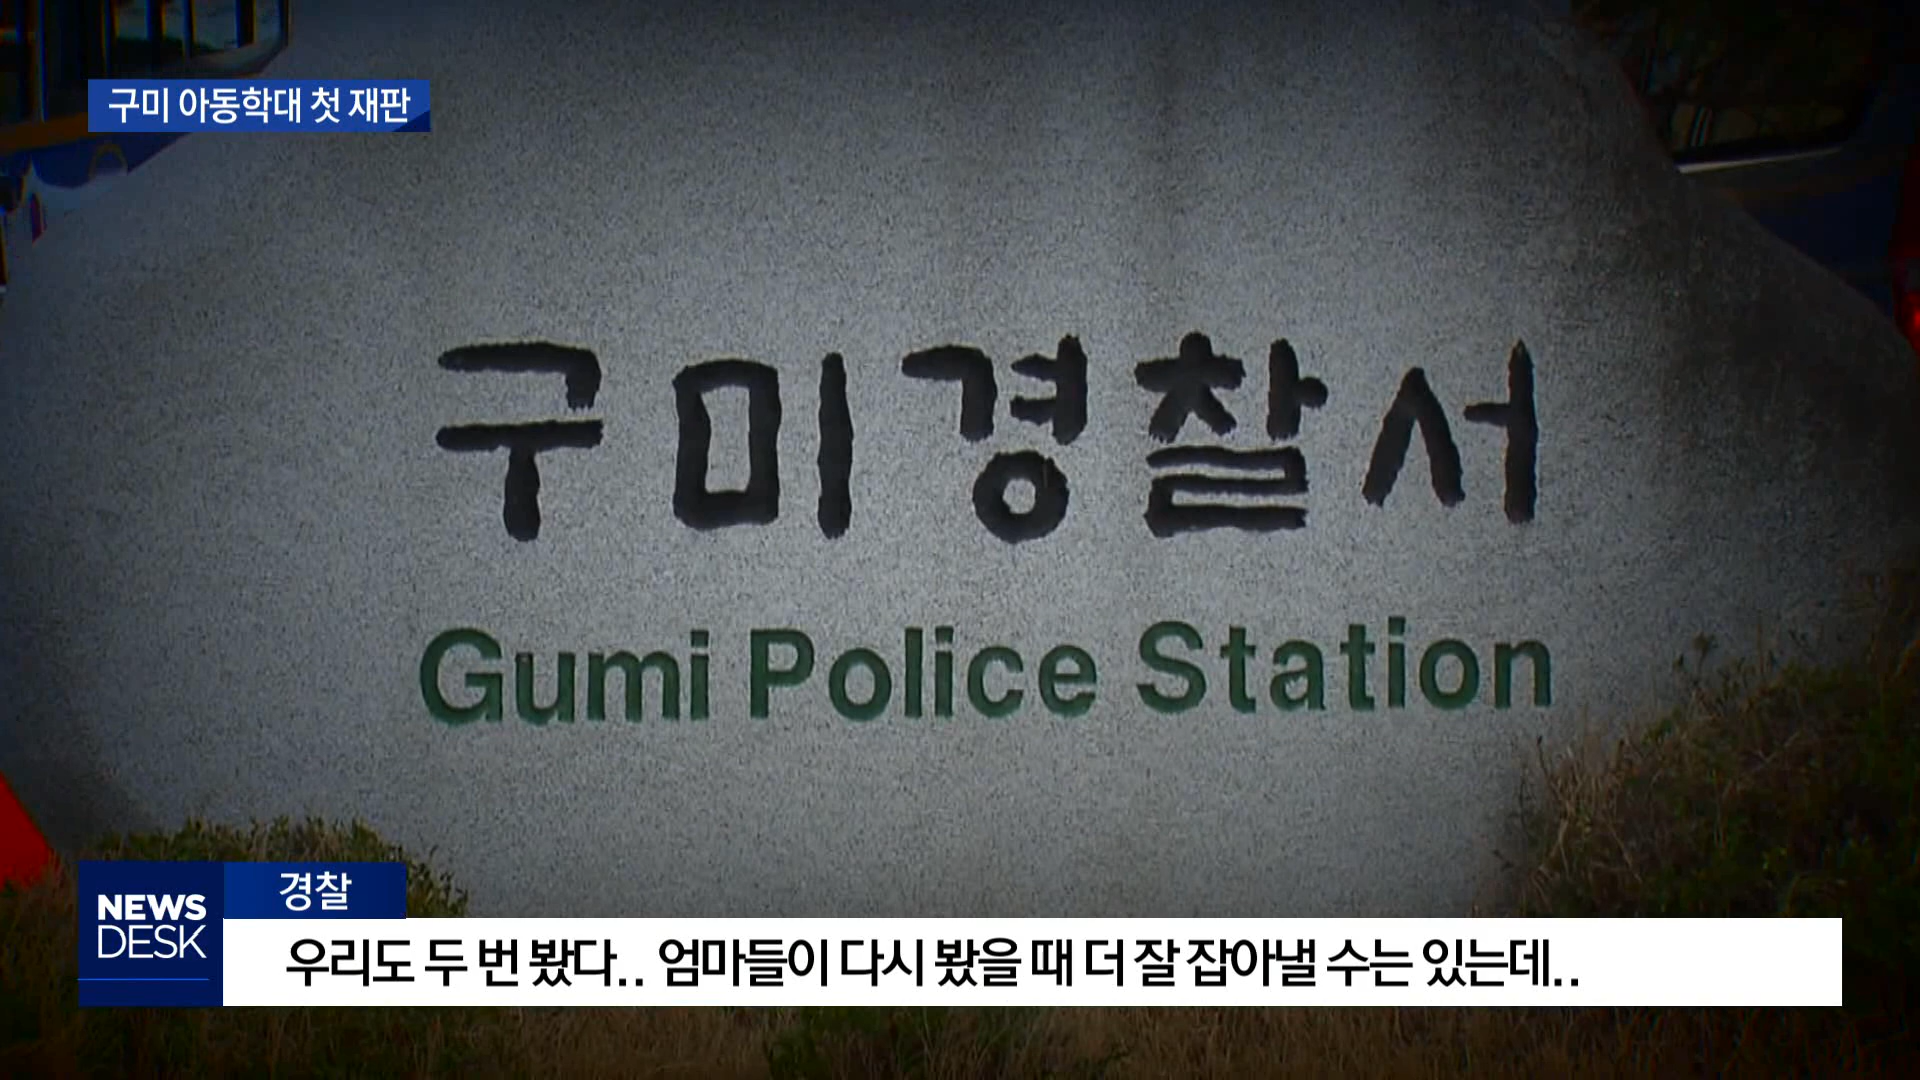 구미 아동학대 첫 재판
구미경찰서
Gumi Police Station
경찰
NEWS
DESK
우리도 두 번 봤다.. 엄마들이 다시 봤을 때 더 잘 잡아낼 수는 있는데..